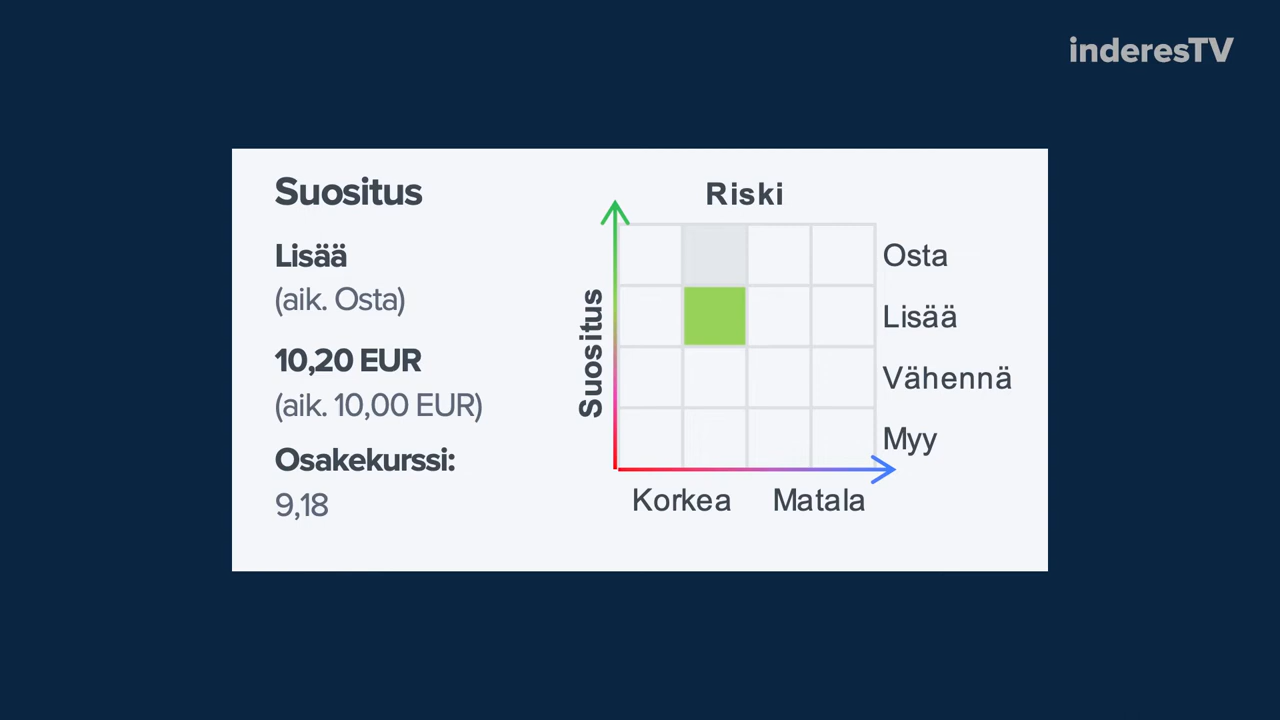 inderesTV
Suositus
Lisää
(aik. Osta)
10,20 EUR
(aik. 10,00 EUR)
Osakekurssi:
9,18
Riski
Suositus
Osta
Lisää
Vähennä
Myy
Korkea Matala